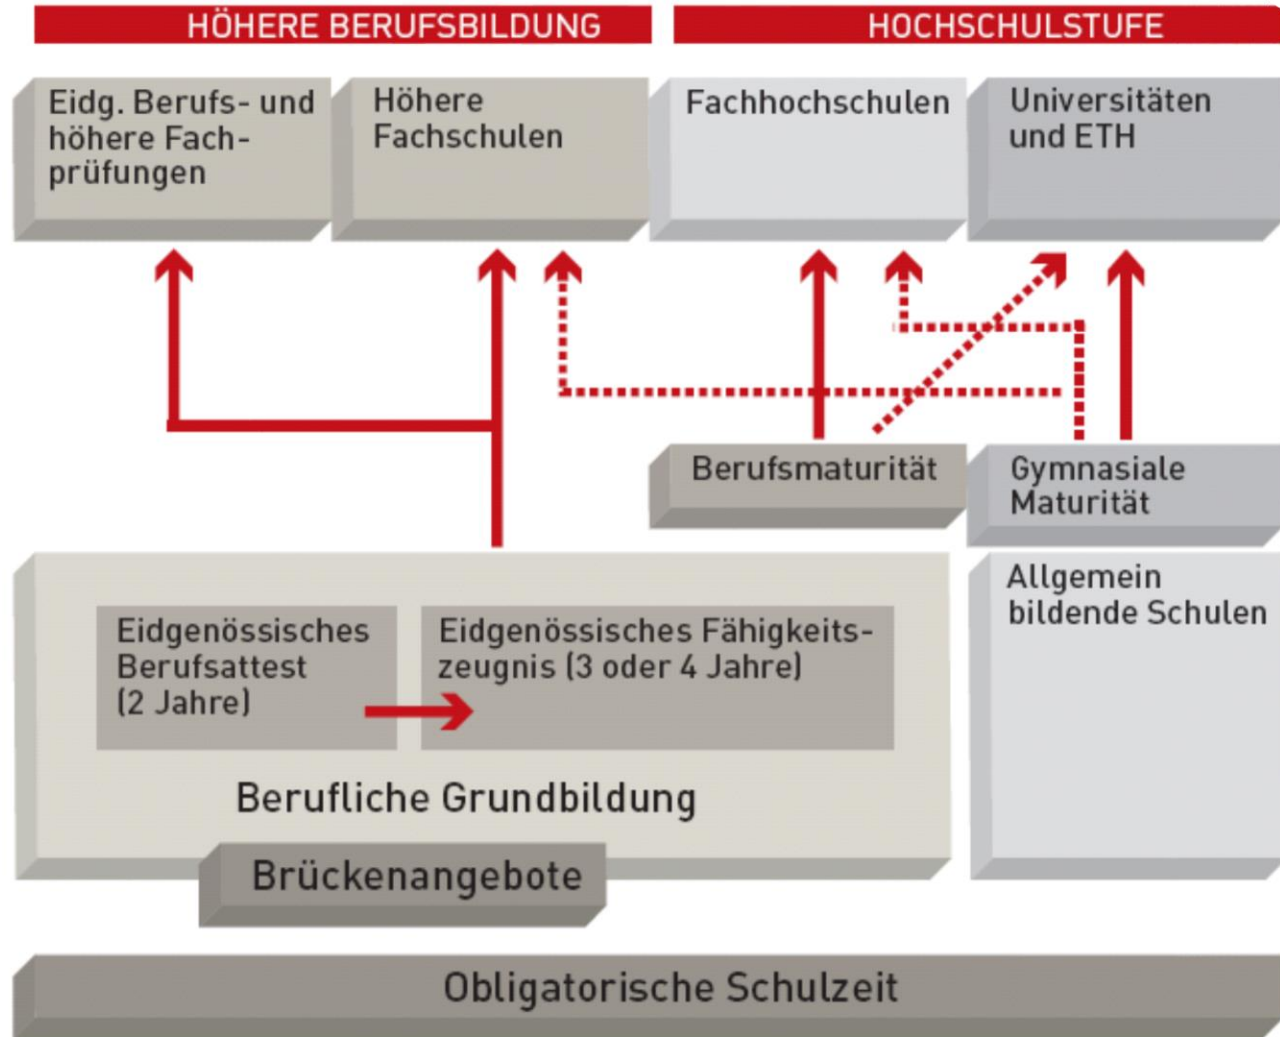 HÖHERE BERUFSBILDUNG
HOCHSCHULSTUFE
Eidg. Berufs- und
höhere Fach-
prüfungen
Höhere
Fachschulen
Fachhochschulen
Universitäten
und ETH
Berufsmaturität
Gymnasiale
Maturität
Allgemein
bildende Schulen
Eidgenössisches
Berufsattest
(2 Jahre)
Eidgenössisches Fähigkeits-
zeugnis (3 oder 4 Jahre)
Berufliche Grundbildung
Brückenangebote
Obligatorische Schulzeit